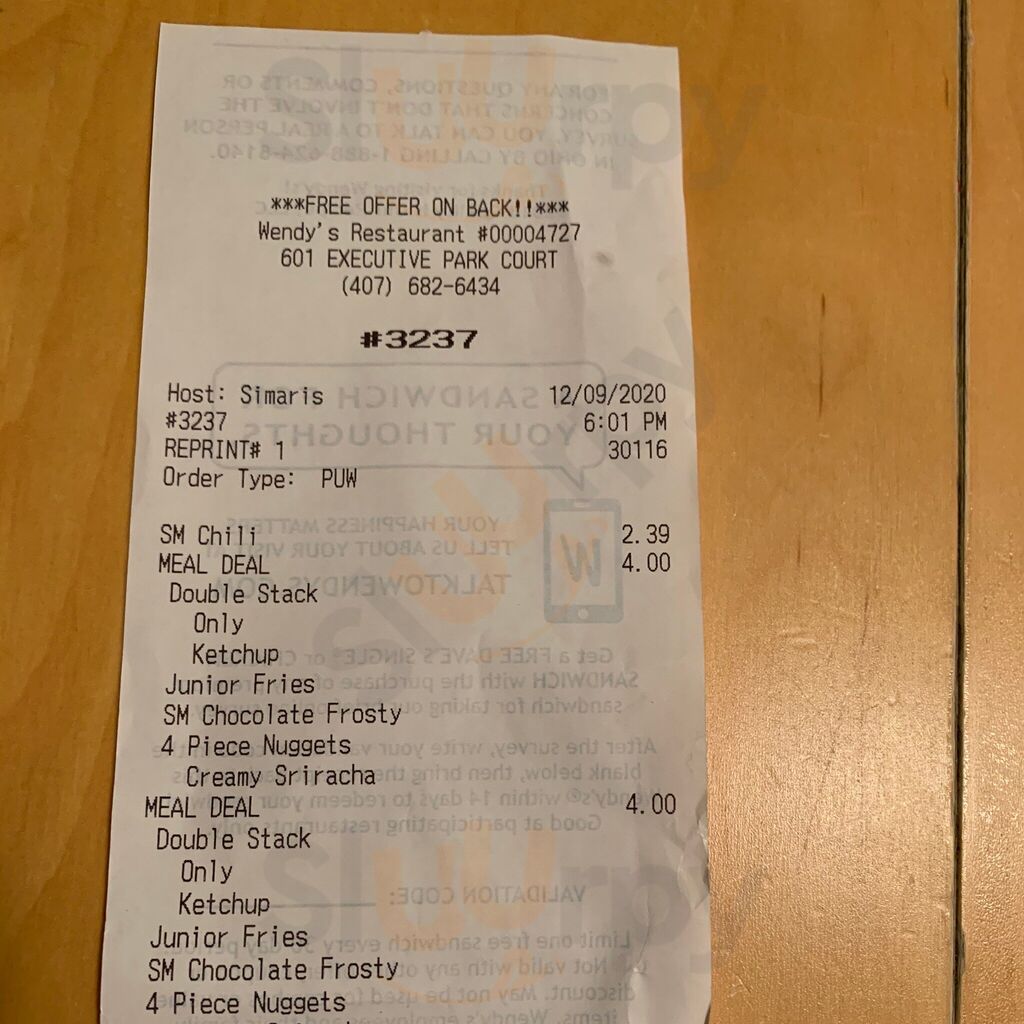 ***FREE OFFER ON BACK!!***
Wendy's Restaurant #00004727
601 EXECUTIVE PARK COURT
(407) 682-6434
#3237
Host: Simaris 12/09/2020
#3237 6:01 PM
REPRINT# 1 30116
Order Type: PUW
SM Chili 2.39
MEAL DEAL 4.00
Double Stack
Only
Ketchup
Junior Fries
SM Chocolate Frosty
4 Piece Nuggets
Creamy Sriracha
MEAL DEAL 4.00
Double Stack
Only
Ketchup
Junior Fries
SM Chocolate Frosty
4 Piece Nuggets